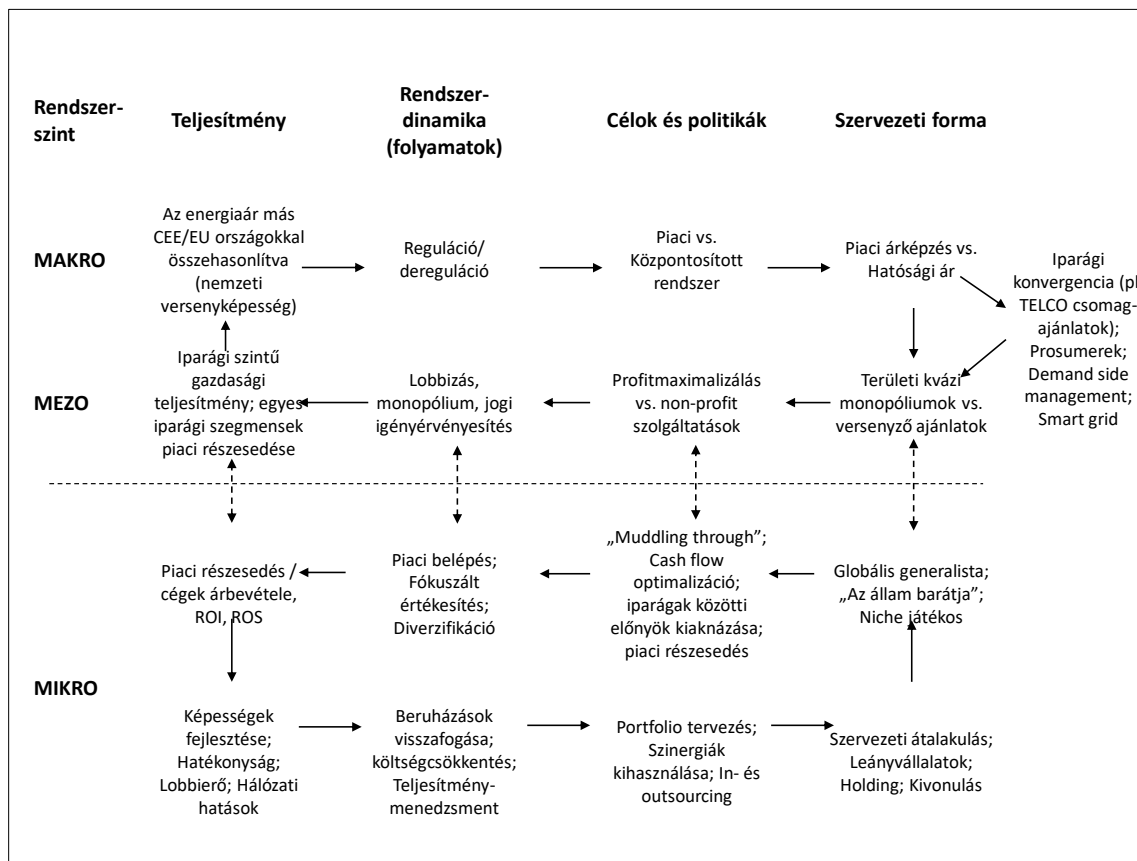 Rendszer-
szint
Teljesítmény
Rendszer-
dinamika
(folyamatok)
Célok és politikák
Szervezeti forma
MAKRO
Az energiaár más
CEE/EU országokkal
összehasonlítva
(nemzeti
versenyképesség)
Reguláció/
dereguláció
Piaci vs.
Központosított
rendszer
Piaci árképzés vs.
Hatósági ár
Iparági
konvergencia (pl
TELCO csomag-
ajánlatok);
Prosumerek;
Demand side
management;
Smart grid
MEZO
Iparági szintű
gazdasági
teljesítmény; egyes
iparági szegmensek
piaci részesedése
Lobbizás,
monopólium, jogi
igényérvényesítés
Profitmaximalizálás
vs. non-profit
szolgáltatások
Területi kvázi
monopóliumok vs.
versenyző ajánlatok
MIKRO
Piaci részesedés /
cégek árbevétele,
ROI, ROS
Piaci belépés;
Fókuszált
értékesítés;
Diverzifikáció
„Muddling through”;
Cash flow
optimalizáció;
iparágak közötti
előnyök kiaknázása;
piaci részesedés
Globális generalista;
„Az állam barátja”;
Niche játékos
Képességek
fejlesztése;
Hatékonyság;
Lobbierő; Hálózati
hatások
Beruházások
visszafogása;
költségcsökkentés;
Teljesítmény-
menedzsment
Portfolio tervezés;
Szinergiák
kihasználása; In- és
outsourcing
Szervezeti átalakulás;
Leányvállalatok;
Holding; Kivonulás